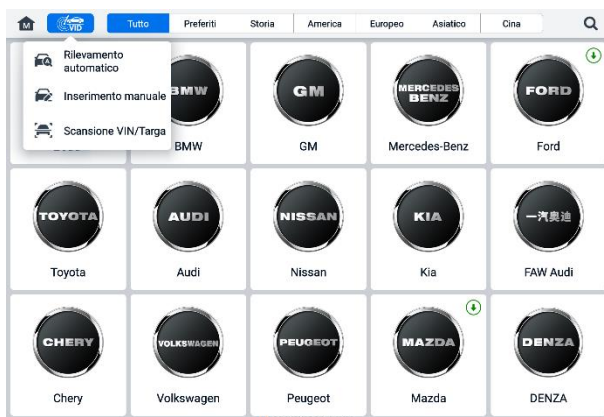 M VID Tutto Preferiti Storia America Europeo Asiatico Cina
Rilevamento
automatico
Inserimento manuale
Scansione VIN/Targa
BMW GM MERCEDES
BENZ FORD
BMW GM Mercedes-Benz Ford
TOYOTA AUDI NISSAN KIA 一汽奥迪
Toyota Audi Nissan Kia FAW Audi
CHERY VOLKSWAGEN PEUGEOT MAZDA DENZA
Chery Volkswagen Peugeot Mazda DENZA